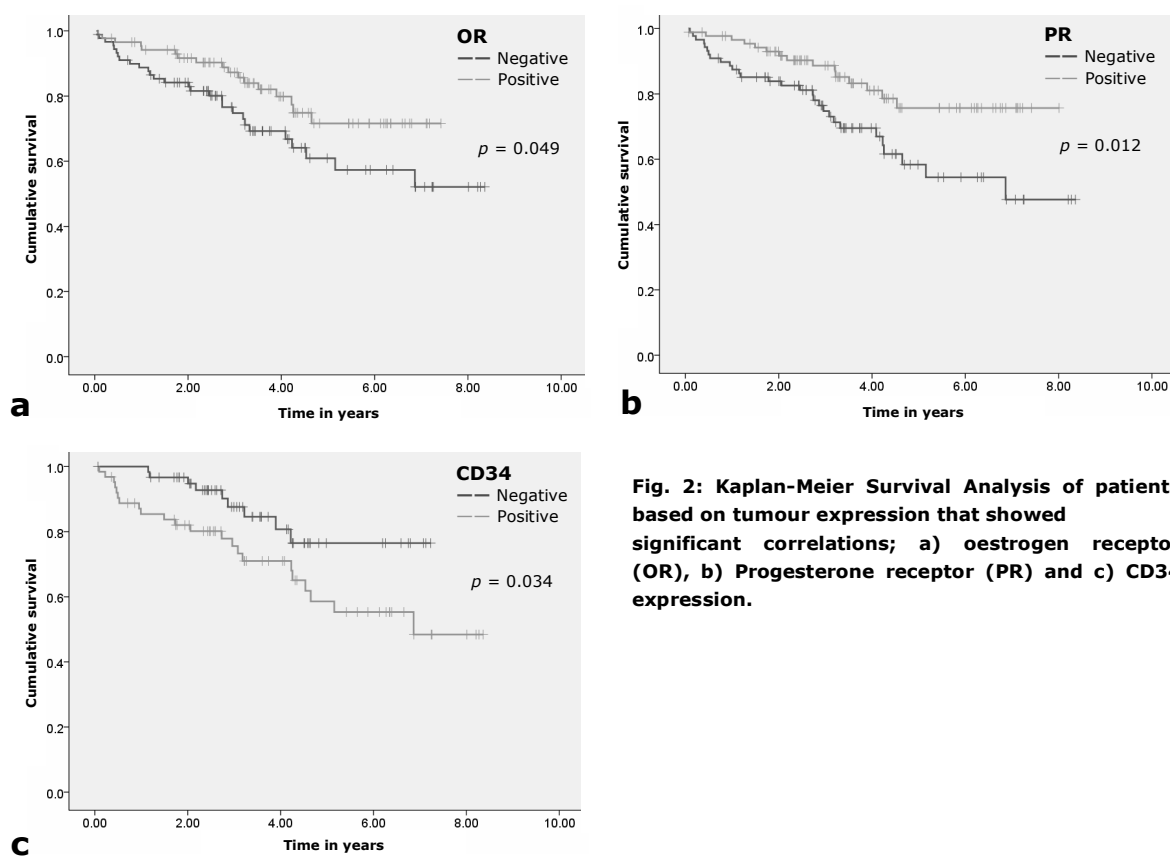 OR
Negative
Positive
p = 0.049
1.0
0.8
0.6
0.4
0.2
0.0
Cumulative survival
0.00 2.00 4.00 6.00 8.00 10.00
Time in years
a
PR
Negative
Positive
p = 0.012
1.0
0.8
0.6
0.4
0.2
0.0
Cumulative survival
0.00 2.00 4.00 6.00 8.00 10.00
Time in years
b
CD34
Negative
Positive
p = 0.034
1.0
0.8
0.6
0.4
0.2
0.0
Cumulative survival
0.00 2.00 4.00 6.00 8.00 10.00
Time in years
c
Fig. 2: Kaplan-Meier Survival Analysis of patient
based on tumour expression that showed
significant correlations; a) oestrogen recepto
(OR), b) Progesterone receptor (PR) and c) CD34
expression.